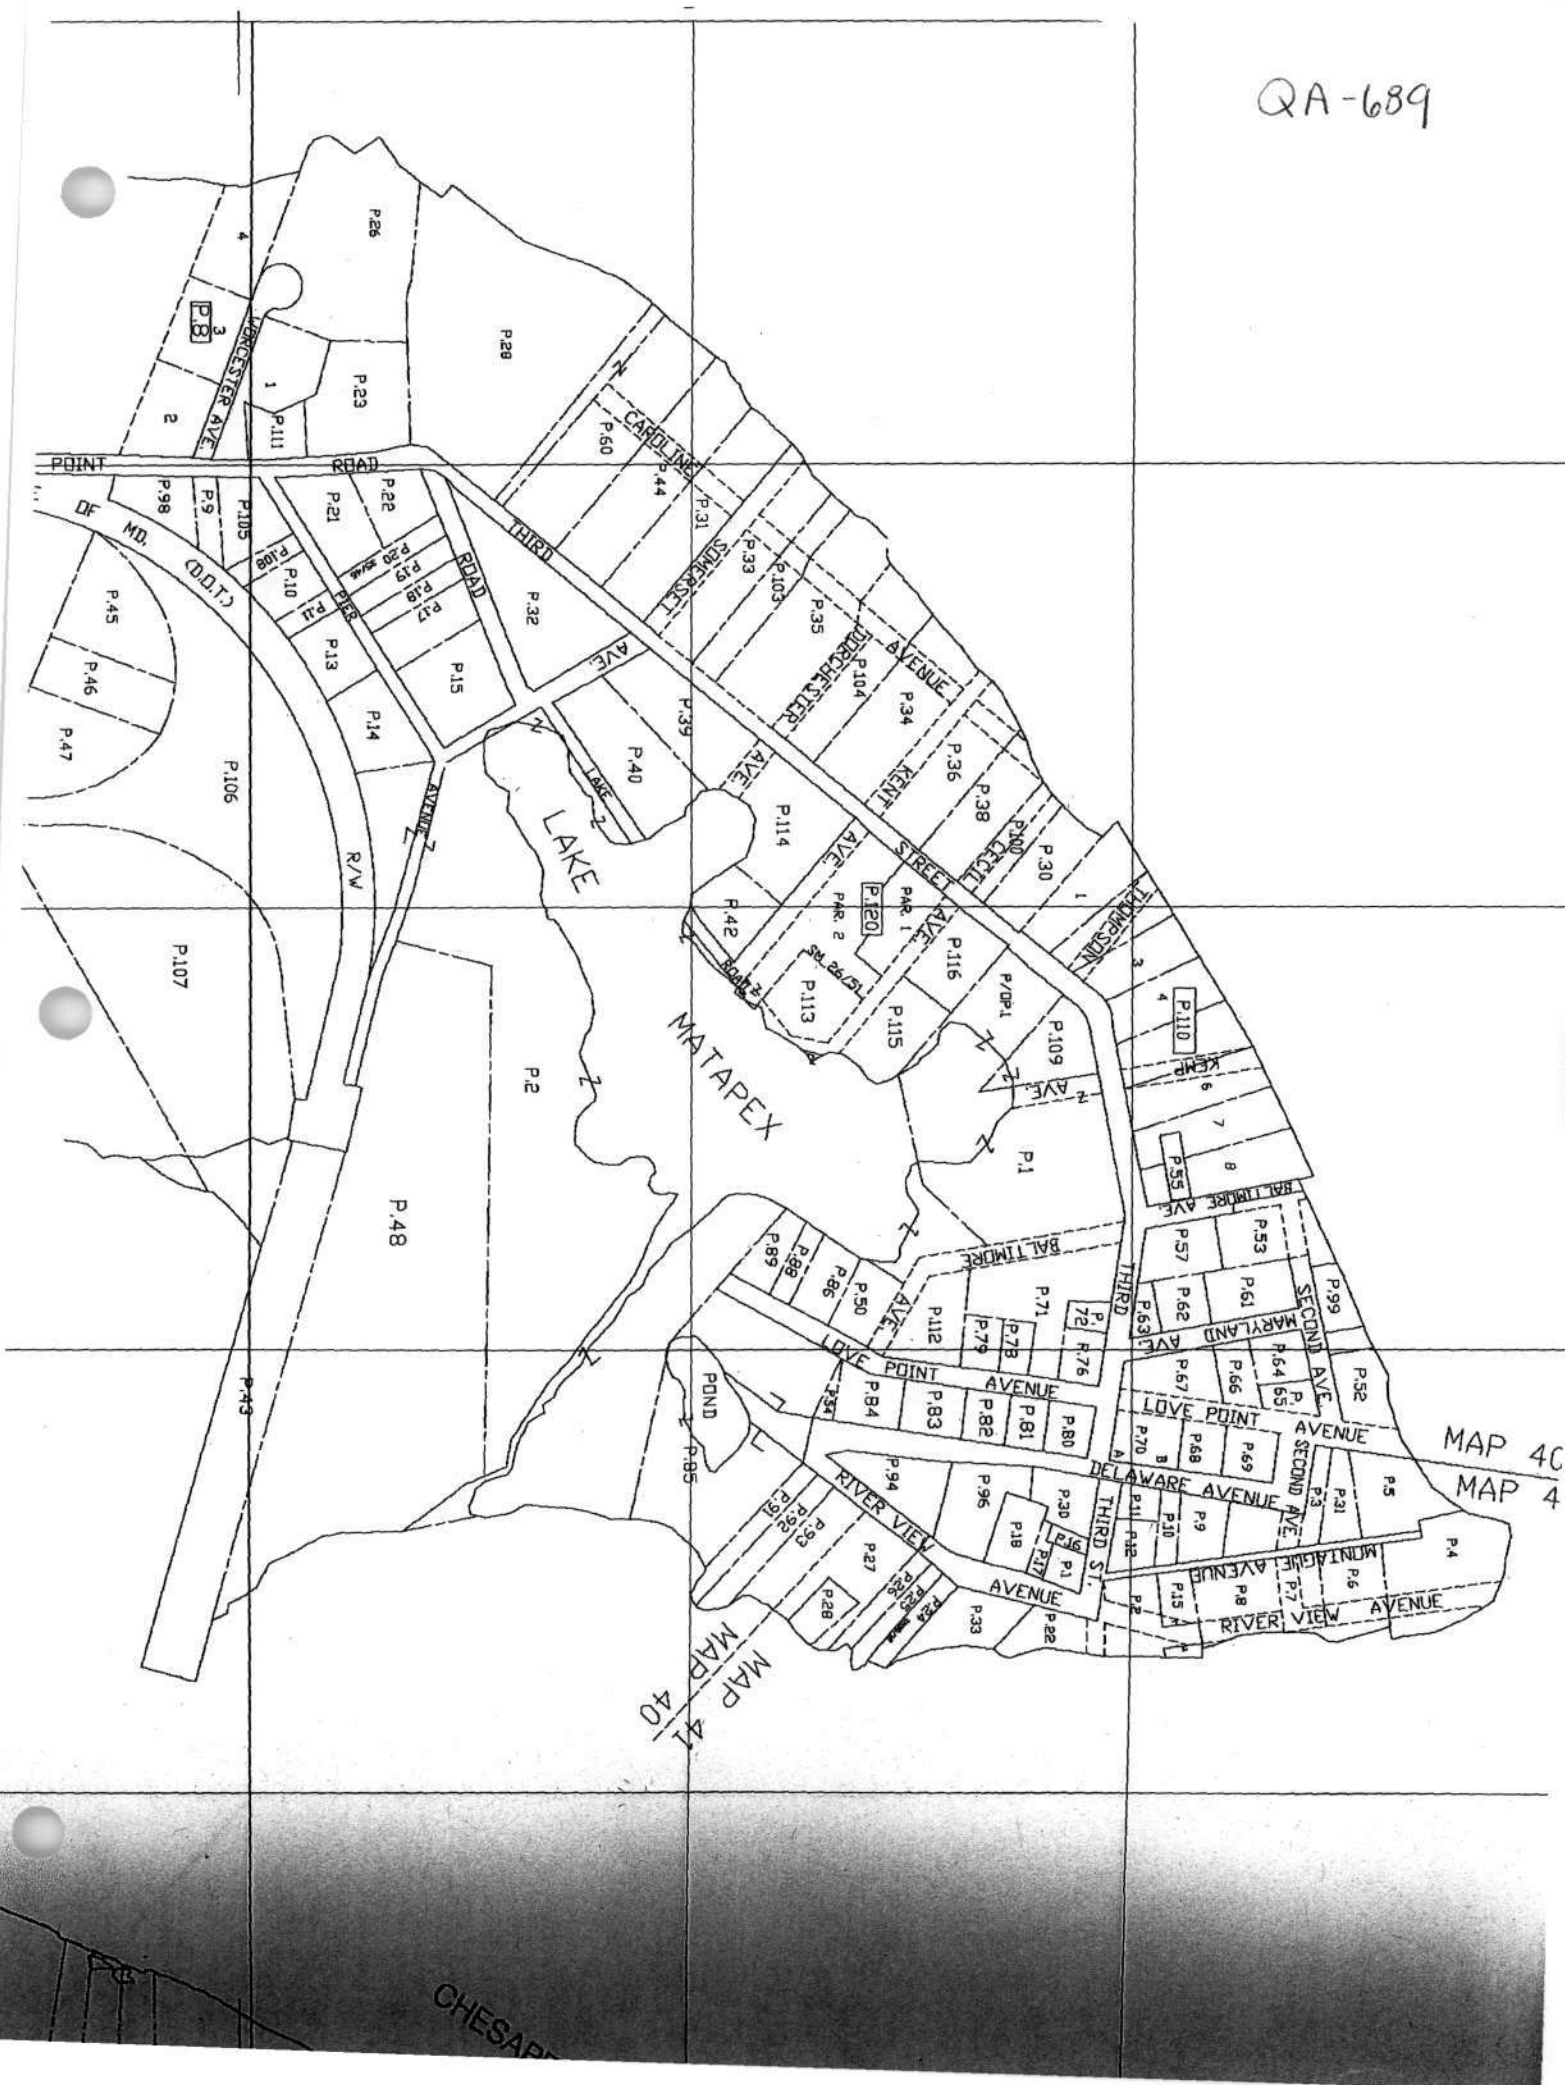 QA-689
P.26
4
P.8
3
WORCESTER AVE.
2
1
P.23
P.111
P.28
CAROLINE
P.60
P.44
P.31
SOMERSET
P.33
P.103
P.35
AVENUE
DORCHESTER
P.104
P.34
KENT
P.36
P.38
P.100
CECIL
P.30
1
THOMPSON
3
4
P.110
KEMP
6
7
8
P.55
BALTIMORE AVE.
POINT
ROAD
THIRD
STREET
OF MD. (D.O.T.)
R/W
P.98
P.9
P.105
P.108
P.10
P.11
P.13
P.14
P.21
P.22
P.20
35/46
P.19
P.18
P.17
P.15
PIER
AVENUE
ROAD
P.32
AVE.
P.39
P.40
LAKE
AVE.
P.114
AVE.
P.42
ROAD
PAR. 2
PAR. 1
P.120
AVE.
SM 26/51
P.113
P.115
P.116
P/OP.1
P.109
AVE.
P.45
P.46
P.47
P.106
P.107
LAKE
MATAPEX
P.2
P.48
P.43
P.1
BALTIMORE
AVE.
P.89
P.88
P.86
P.50
P.112
P.71
P.72
P.79
P.78
P.76
THIRD
P.57
P.53
P.63
P.62
P.61
P.99
SECOND AVE.
MARYLAND AVE.
P.67
P.66
P.64
P.65
P.52
LOVE POINT AVENUE
P.54
P.84
P.83
P.82
P.81
P.80
LOVE POINT AVENUE
A
P.70
B
P.68
P.69
SECOND AVE.
DELAWARE AVENUE
P.3
P.31
P.5
MAP 4
P.4
POND
P.85
RIVER VIEW
AVENUE
P.94
P.96
P.30
P.18
P.16
P.17
P.1
THIRD ST.
P.11
P.12
P.10
P.9
MONTAGUE AVENUE
P.2
P.15
P.8
P.7
P.6
RIVER VIEW AVENUE
P.91
P.92
P.93
P.27
P.28
P.26
P.25
P.24
P.33
P.22
MAP 41
MAP 40